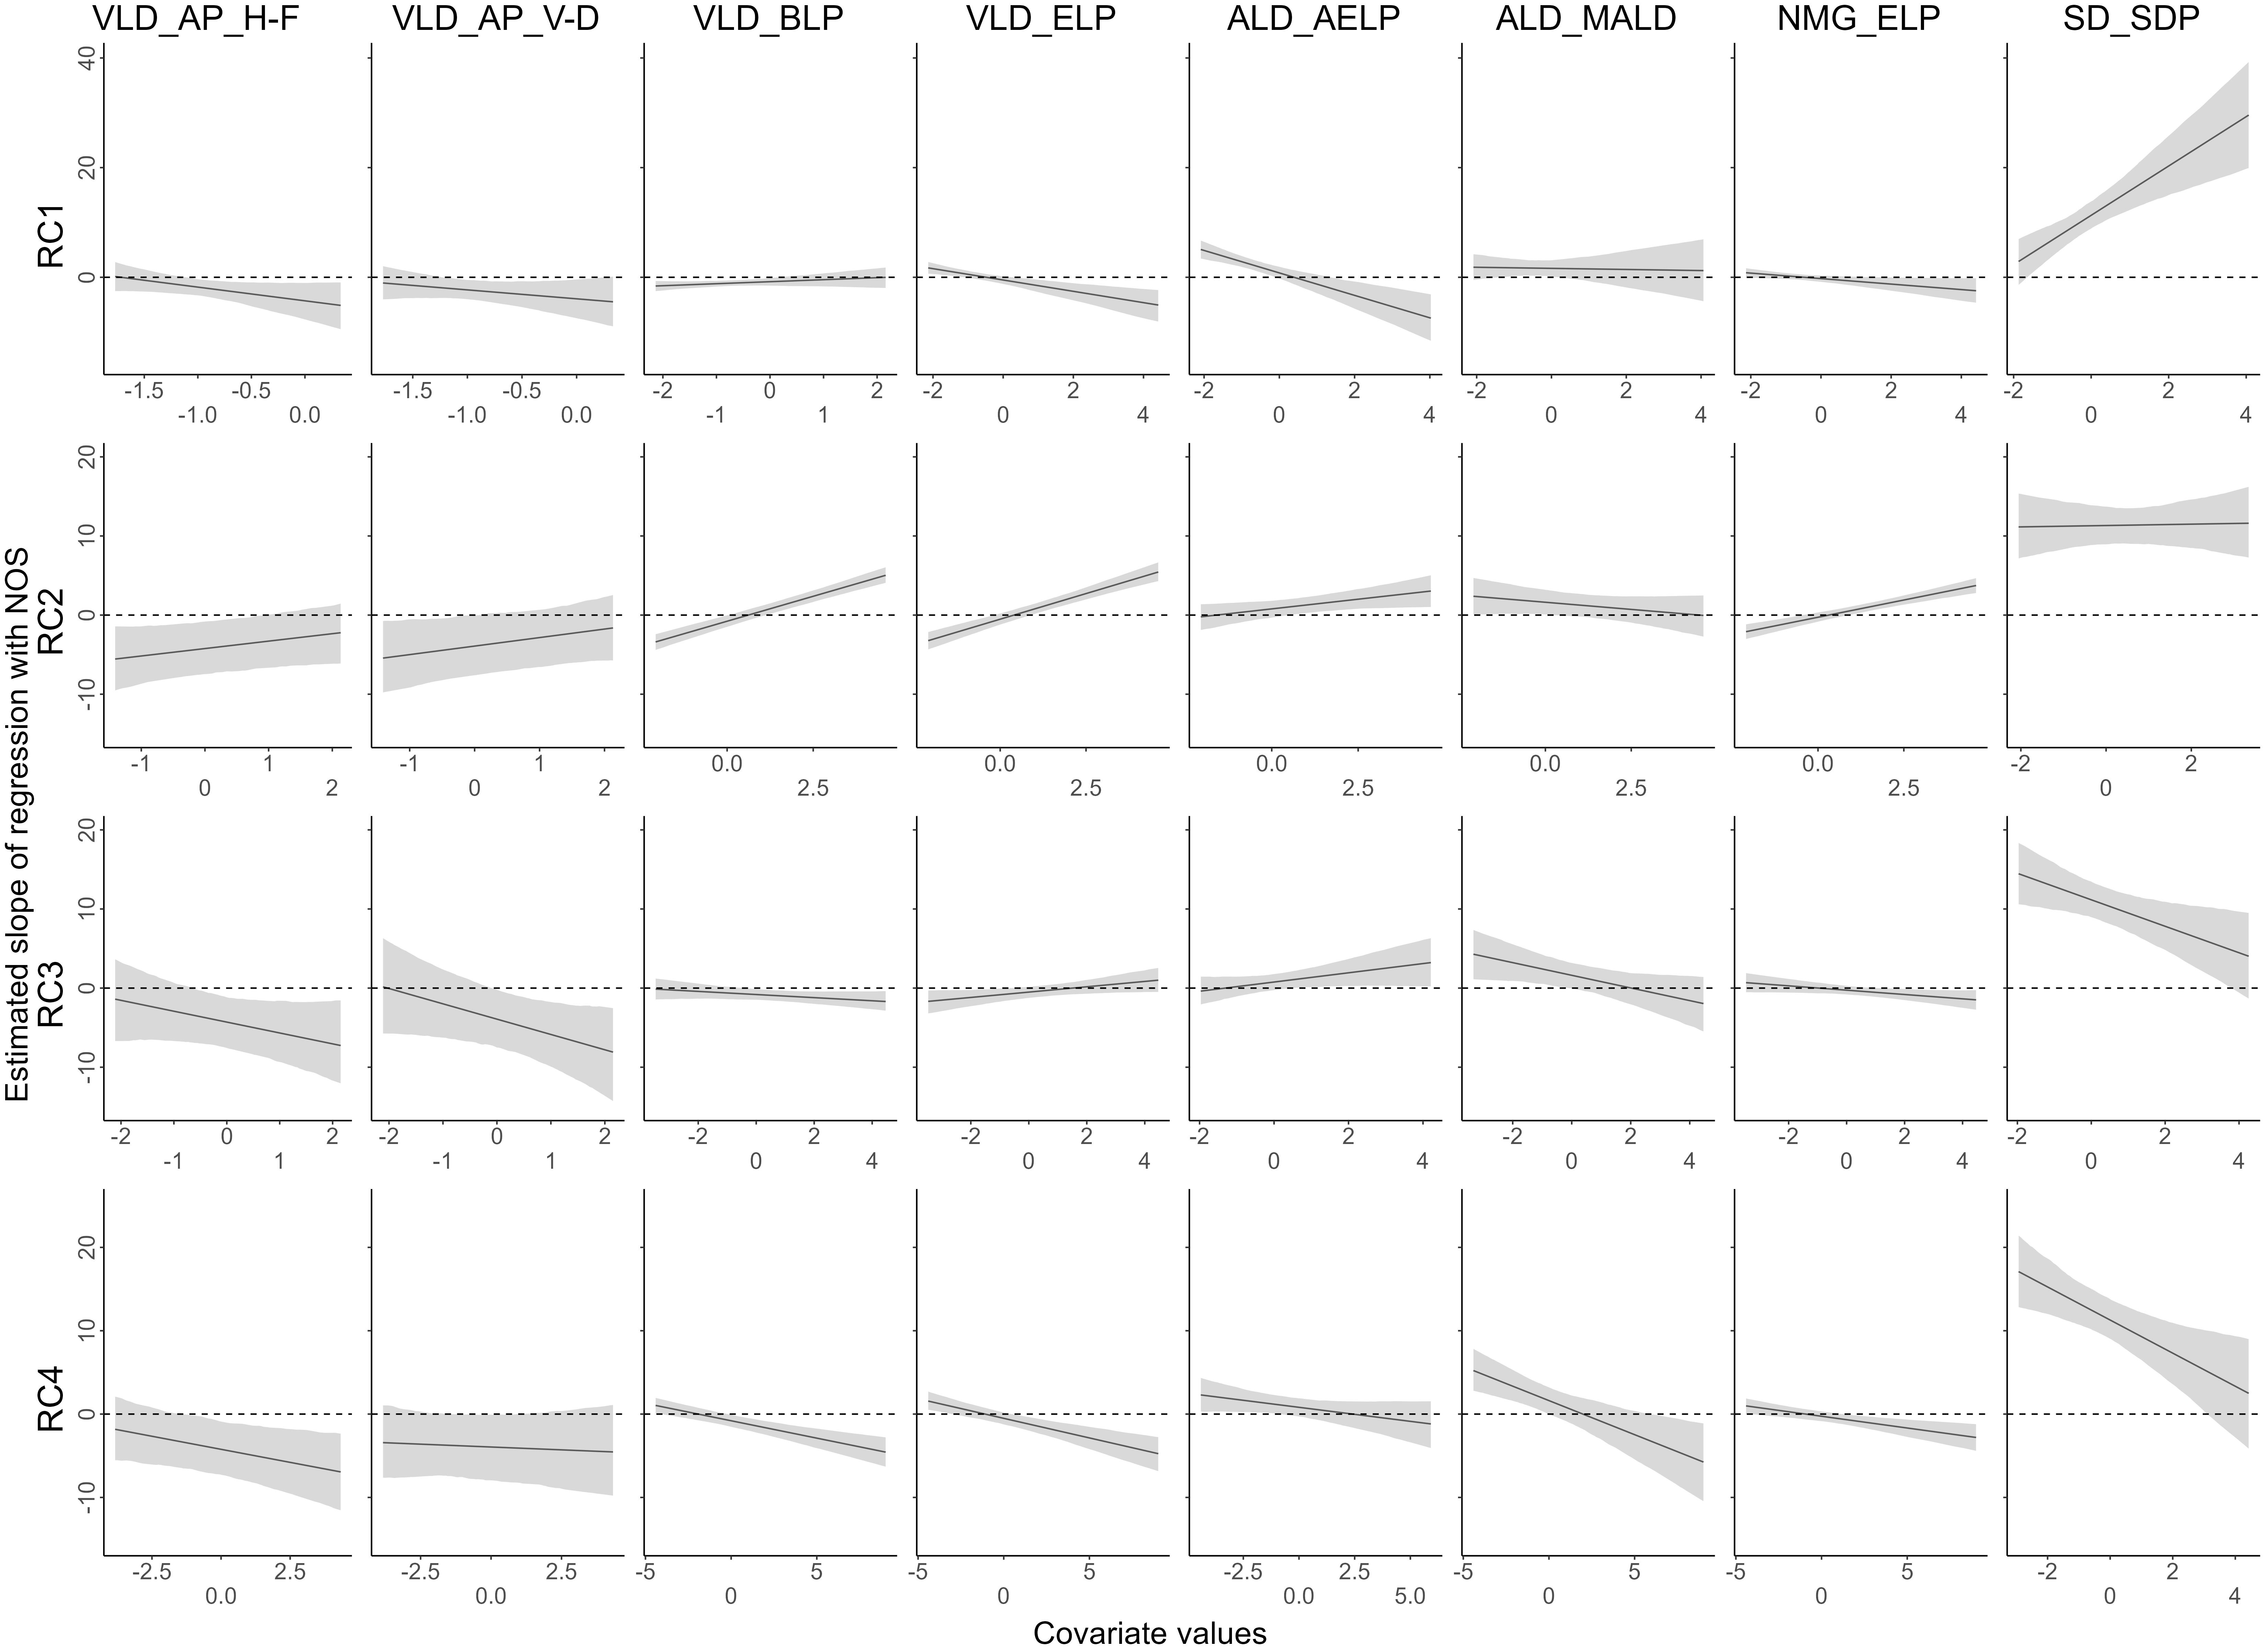 VLD_AP_H-F VLD_AP_V-D VLD_BLP VLD_ELP ALD_AELP ALD_MALD NMG_ELP SD_SDP
Estimated slope of regression with NOS
RC1
40
20
0
-1.5 -0.5 -1.5 -0.5 -2 0 2 -2 2 -2 2 -2 2 -2 2 -2 2
-1.0 0.0 -1.0 0.0 -1 1 0 4 0 4 0 4 0 4 0 4
RC2
20
10
0
-10
-1 1 -1 1 0.0 0.0 0.0 0.0 0.0 -2 2
0 2 0 2 2.5 2.5 2.5 2.5 2.5 0
RC3
20
10
0
-10
-2 0 2 -2 0 2 -2 2 -2 2 -2 2 -2 2 -2 2 -2 2
-1 1 -1 1 0 4 0 4 0 4 0 4 0 4 0 4
RC4
20
10
0
-10
-2.5 2.5 -2.5 2.5 -5 5 -5 5 -2.5 2.5 -5 5 -5 5 -2 2
0.0 0.0 0 0 0.0 5.0 0 0 0 4
Covariate values